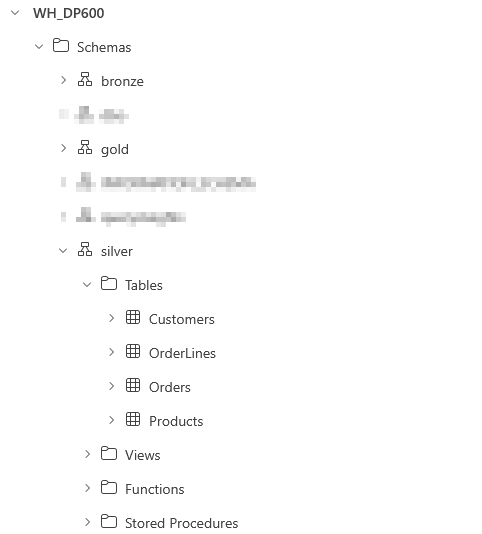 WH_DP600
Schemas
bronze
gold
silver
Tables
Customers
OrderLines
Orders
Products
Views
Functions
Stored Procedures